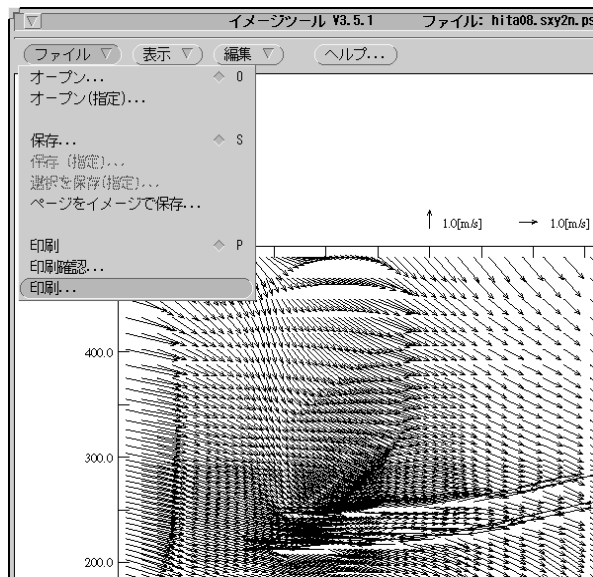 イメージツール V3.5.1 ファイル: hita08.sxy2n.ps
ファイル 表示 編集 ヘルプ...
オープン... ◇ O
オープン(指定)...
保存... ◇ S
保存 (指定)...
選択を保存(指定)...
ページをイメージで保存...
印刷 ◇ P
印刷確認...
印刷...
1.0[m/s] 1.0[m/s]
400.0
300.0
200.0